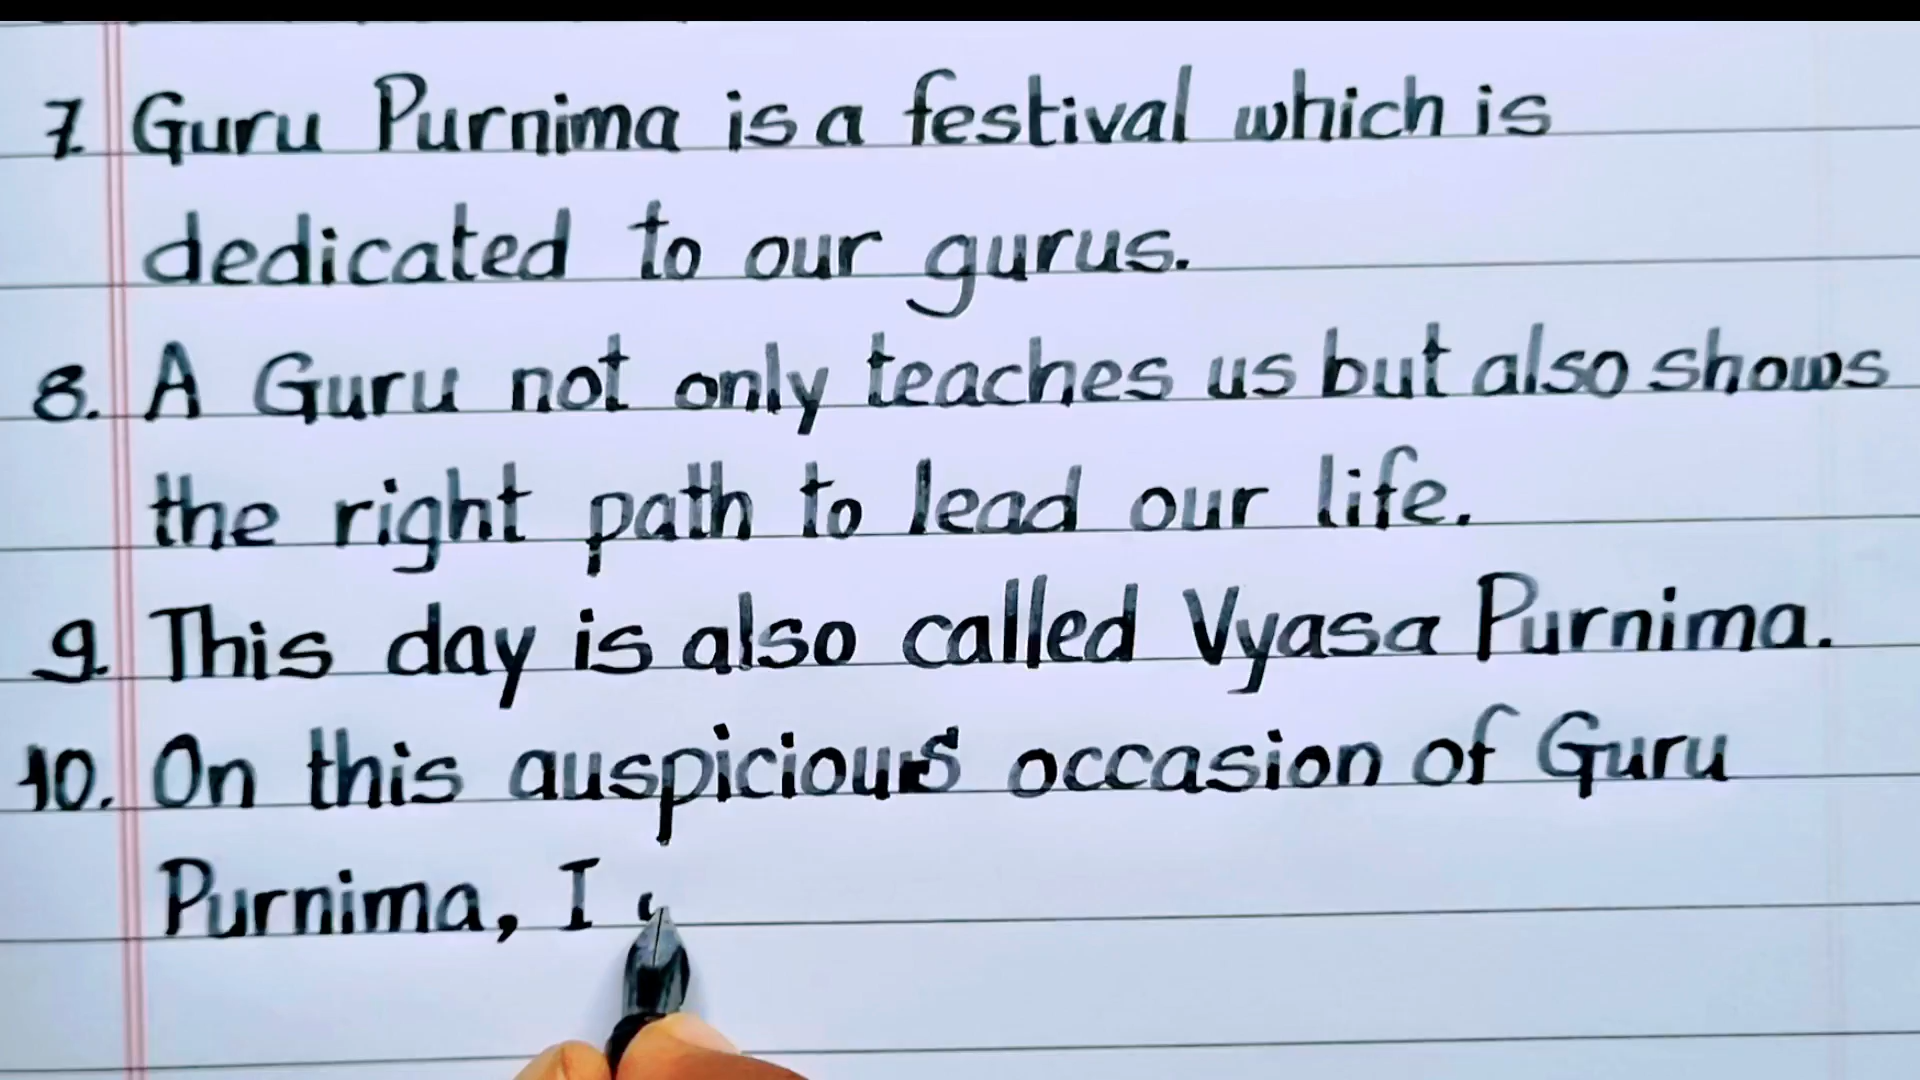 7. Guru Purnima is a festival which is
dedicated to our gurus.
8. A Guru not only teaches us but also shows
the right path to lead our life.
9. This day is also called Vyasa Purnima.
10. On this auspicious occasion of Guru
Purnima, I